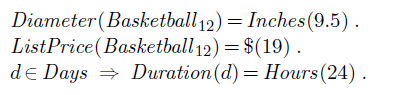 Diameter(Basketball₁₂) = Inches(9.5) .
ListPrice(Basketball₁₂) = $(19) .
d ∈ Days ⇒ Duration(d) = Hours(24) .